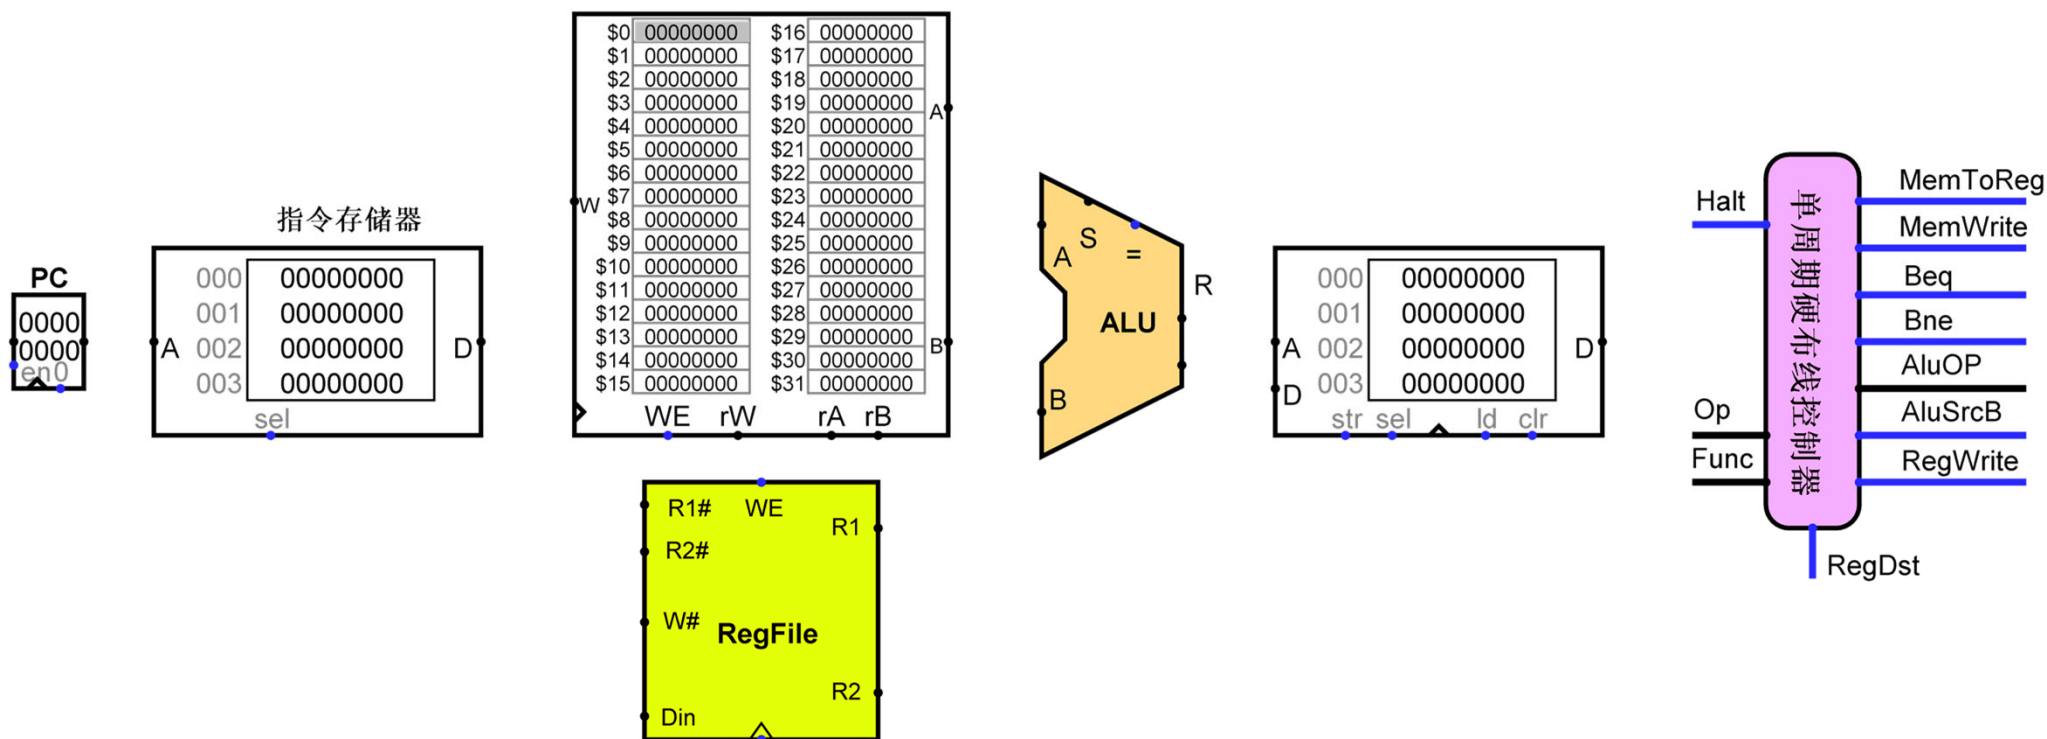 PC
0000
0000
en0
指令存储器
000 00000000
001 00000000
A 002 00000000 D
003 00000000
sel
$0 00000000 $16 00000000
$1 00000000 $17 00000000
$2 00000000 $18 00000000
$3 00000000 $19 00000000
A
$4 00000000 $20 00000000
$5 00000000 $21 00000000
$6 00000000 $22 00000000
W $7 00000000 $23 00000000
$8 00000000 $24 00000000
$9 00000000 $25 00000000
$10 00000000 $26 00000000
$11 00000000 $27 00000000
$12 00000000 $28 00000000
$13 00000000 $29 00000000 B
$14 00000000 $30 00000000
$15 00000000 $31 00000000
WE rW rA rB
R1# WE R1
R2#
W# RegFile
R2
Din
S
A =
R
ALU
B
000 00000000
001 00000000
A 002 00000000 D
D 003 00000000
str sel ld clr
Halt
Op
Func
单周期硬布线控制器
MemToReg
MemWrite
Beq
Bne
AluOP
AluSrcB
RegWrite
RegDst